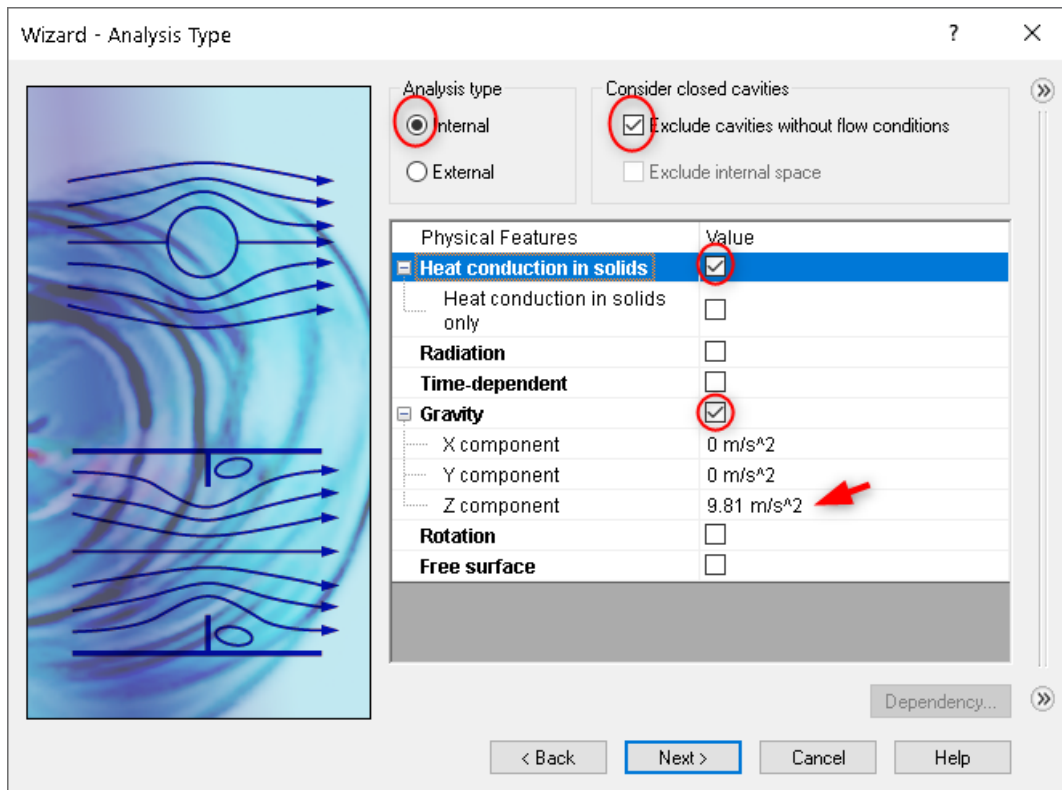 Wizard - Analysis Type
?
Analysis type
Internal
External
Consider closed cavities
Exclude cavities without flow conditions
Exclude internal space
Physical Features Value
Heat conduction in solids
Heat conduction in solids
only
Radiation
Time-dependent
Gravity
X component 0 m/s^2
Y component 0 m/s^2
Z component 9.81 m/s^2
Rotation
Free surface
Dependency...
< Back Next > Cancel Help